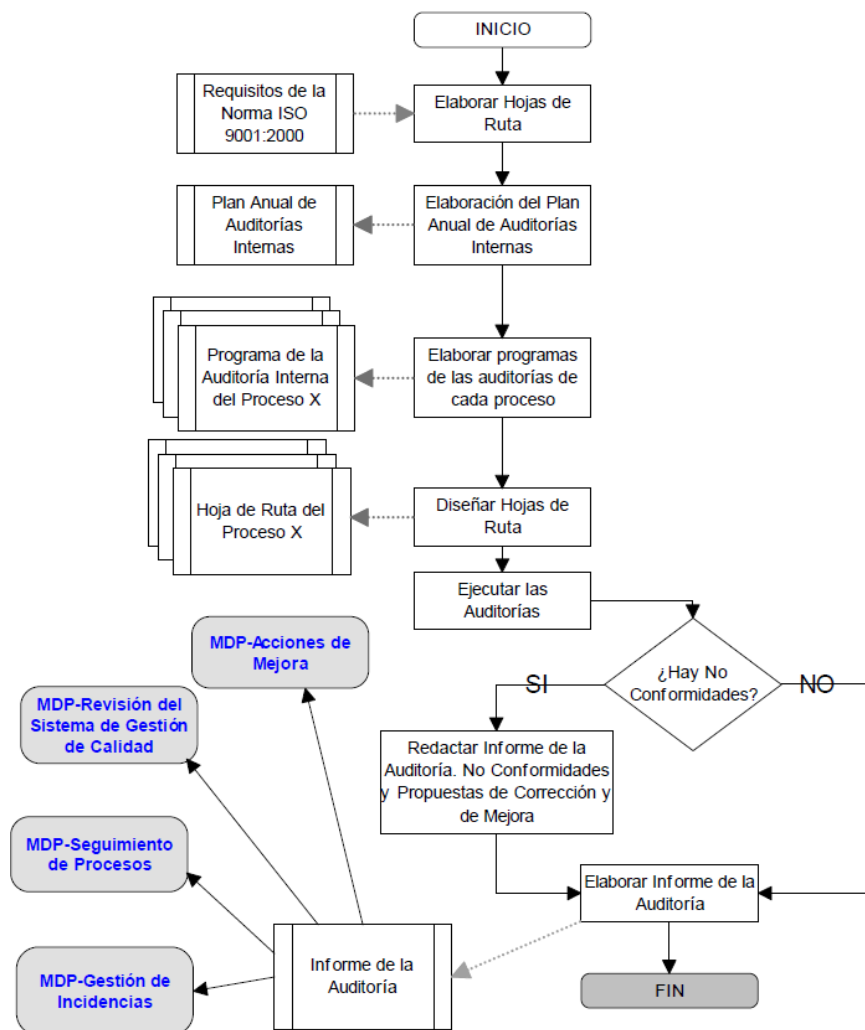 INICIO
Requisitos de la
Norma ISO
9001:2000
Elaborar Hojas de
Ruta
Plan Anual de
Auditorías
Internas
Elaboración del Plan
Anual de Auditorías
Internas
Programa de la
Auditoría Interna
del Proceso X
Elaborar programas
de las auditorías de
cada proceso
Hoja de Ruta del
Proceso X
Diseñar Hojas de
Ruta
Ejecutar las
Auditorías
MDP-Acciones de
Mejora
¿Hay No
Conformidades?
SI
NO
MDP-Revisión del
Sistema de Gestión
de Calidad
Redactar Informe de la
Auditoría. No Conformidades
y Propuestas de Corrección y
de Mejora
MDP-Seguimiento
de Procesos
Elaborar Informe de la
Auditoría
Informe de la
Auditoría
MDP-Gestión de
Incidencias
FIN